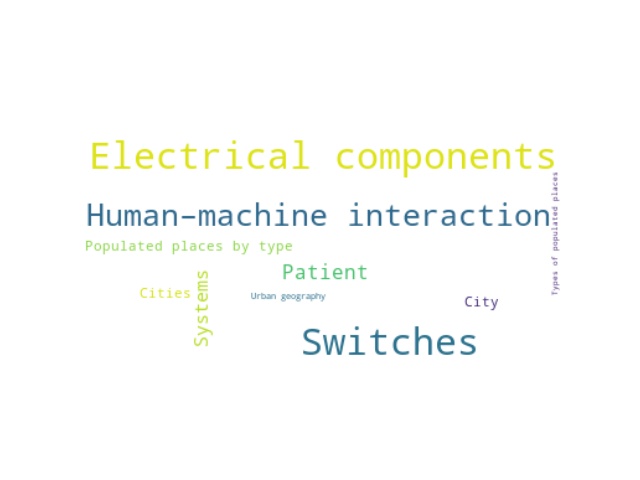 Electrical components
Human-machine interaction
Types of populated places
Populated places by type
Patient
Systems
Cities
Urban geography
City
Switches